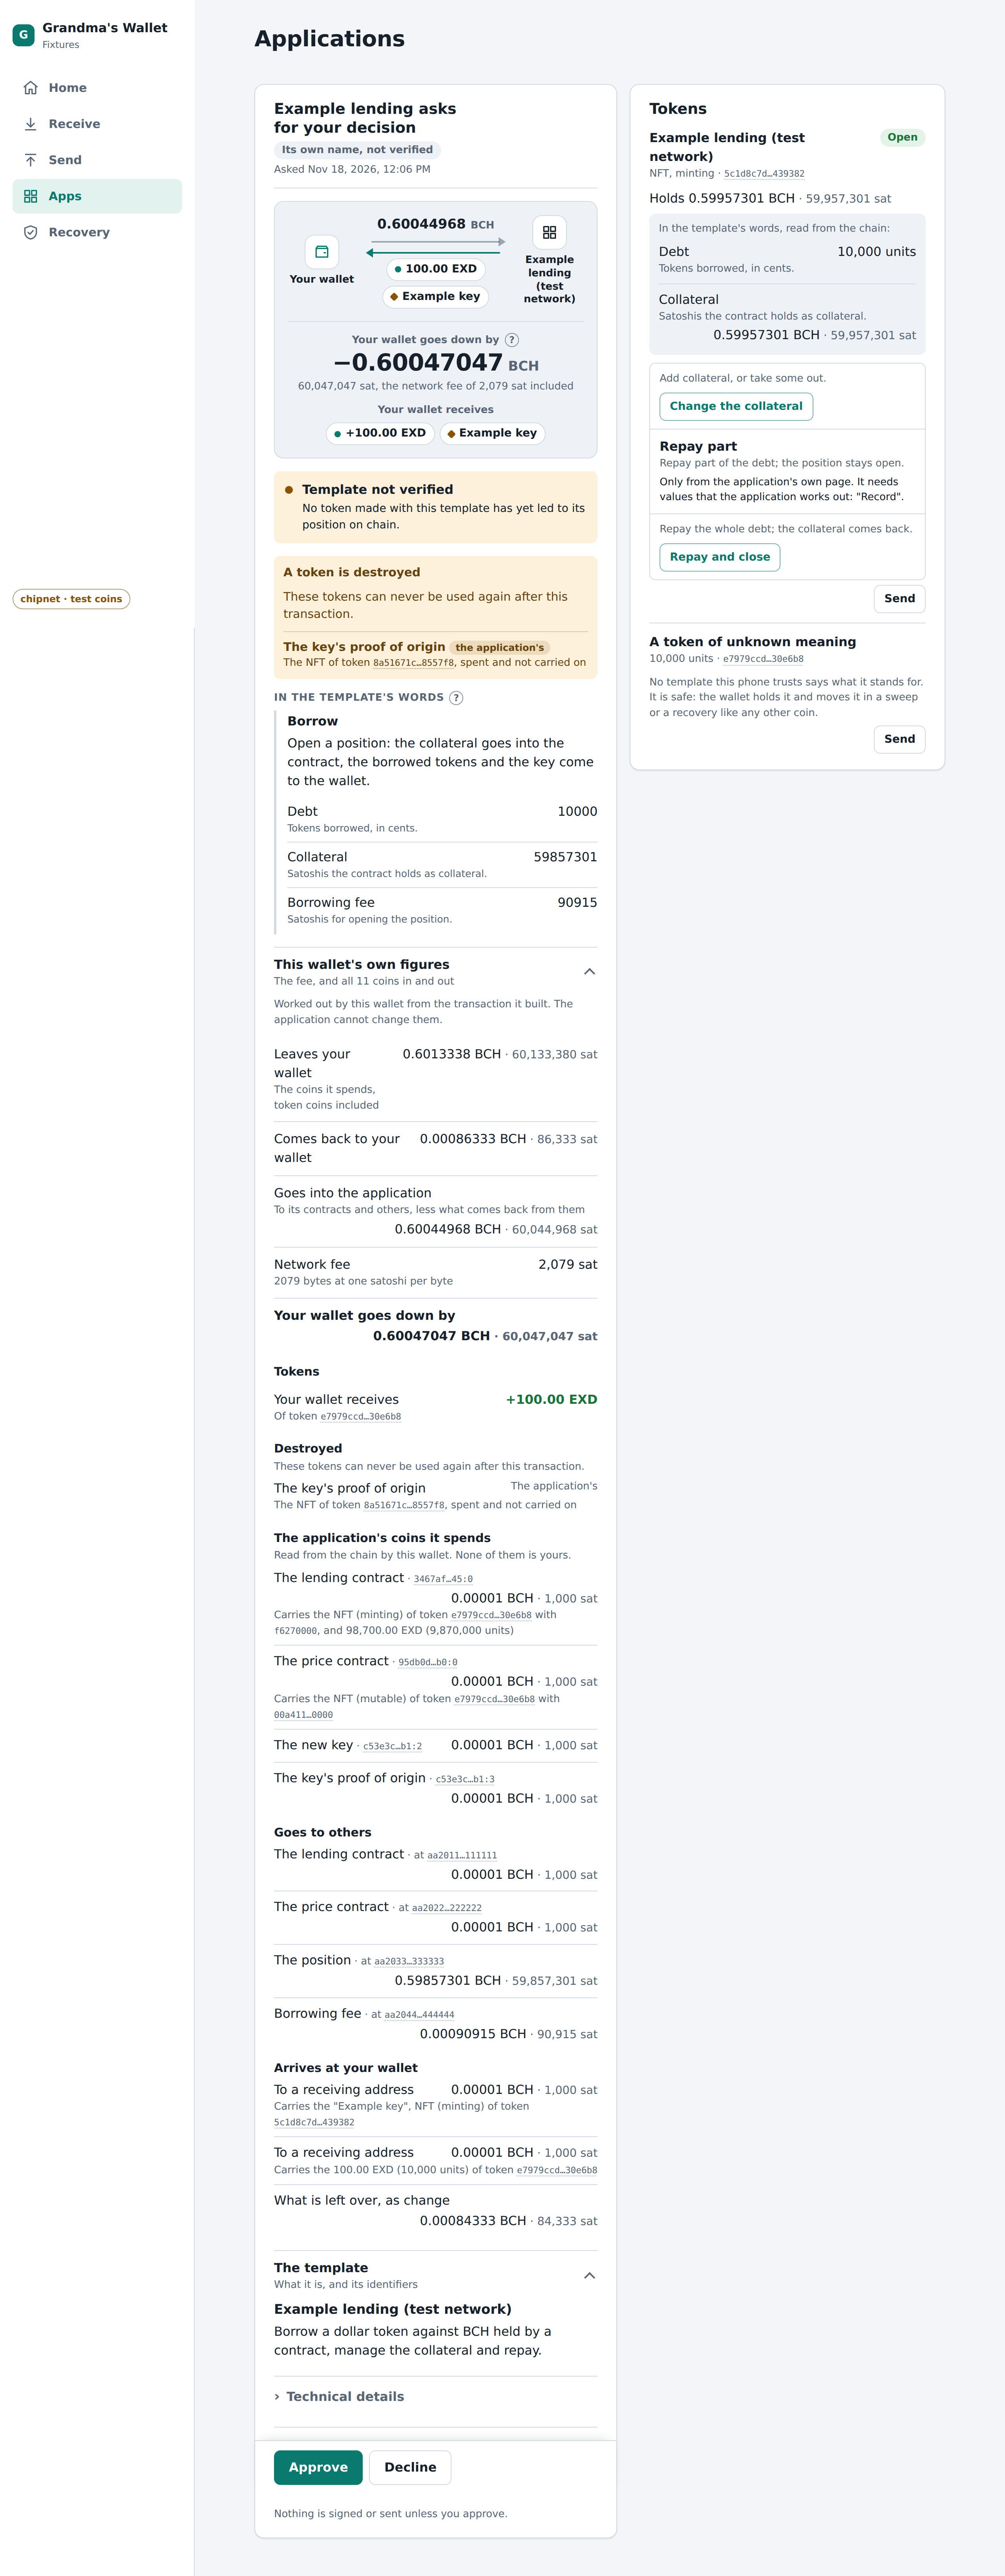 G
Grandma's Wallet
Fixtures
Home
Receive
Send
Apps
Recovery
chipnet · test coins
Applications
Example lending asks
for your decision
Its own name, not verified
Asked Nov 18, 2026, 12:06 PM
0.60044968 BCH
Your wallet
100.00 EXD
Example key
Example
lending
(test
network)
Your wallet goes down by ?
−0.60047047 BCH
60,047,047 sat, the network fee of 2,079 sat included
Your wallet receives
+100.00 EXD
Example key
Template not verified
No token made with this template has yet led to its
position on chain.
A token is destroyed
These tokens can never be used again after this
transaction.
The key's proof of origin the application's
The NFT of token 8a51671c…8557f8, spent and not carried on
IN THE TEMPLATE'S WORDS ?
Borrow
Open a position: the collateral goes into the
contract, the borrowed tokens and the key come
to the wallet.
Debt 10000
Tokens borrowed, in cents.
Collateral 59857301
Satoshis the contract holds as collateral.
Borrowing fee 90915
Satoshis for opening the position.
This wallet's own figures
The fee, and all 11 coins in and out
Worked out by this wallet from the transaction it built. The
application cannot change them.
Leaves your
wallet
0.6013338 BCH · 60,133,380 sat
The coins it spends,
token coins included
Comes back to your
wallet
0.00086333 BCH · 86,333 sat
Goes into the application
To its contracts and others, less what comes back from them
0.60044968 BCH · 60,044,968 sat
Network fee 2,079 sat
2079 bytes at one satoshi per byte
Your wallet goes down by
0.60047047 BCH · 60,047,047 sat
Tokens
Your wallet receives +100.00 EXD
Of token e7979ccd…30e6b8
Destroyed
These tokens can never be used again after this transaction.
The key's proof of origin The application's
The NFT of token 8a51671c…8557f8, spent and not carried on
The application's coins it spends
Read from the chain by this wallet. None of them is yours.
The lending contract · 3467af…45:0
0.00001 BCH · 1,000 sat
Carries the NFT (minting) of token e7979ccd…30e6b8 with
f6270000, and 98,700.00 EXD (9,870,000 units)
The price contract · 95db0d…b0:0
0.00001 BCH · 1,000 sat
Carries the NFT (mutable) of token e7979ccd…30e6b8 with
00a411…0000
The new key · c53e3c…b1:2 0.00001 BCH · 1,000 sat
The key's proof of origin · c53e3c…b1:3
0.00001 BCH · 1,000 sat
Goes to others
The lending contract · at aa2011…111111
0.00001 BCH · 1,000 sat
The price contract · at aa2022…222222
0.00001 BCH · 1,000 sat
The position · at aa2033…333333
0.59857301 BCH · 59,857,301 sat
Borrowing fee · at aa2044…444444
0.00090915 BCH · 90,915 sat
Arrives at your wallet
To a receiving address 0.00001 BCH · 1,000 sat
Carries the "Example key", NFT (minting) of token
5c1d8c7d…439382
To a receiving address 0.00001 BCH · 1,000 sat
Carries the 100.00 EXD (10,000 units) of token e7979ccd…30e6b8
What is left over, as change
0.00084333 BCH · 84,333 sat
The template
What it is, and its identifiers
Example lending (test network)
Borrow a dollar token against BCH held by a
contract, manage the collateral and repay.
› Technical details
Approve
Decline
Nothing is signed or sent unless you approve.
Tokens
Example lending (test
network)
Open
NFT, minting · 5c1d8c7d…439382
Holds 0.59957301 BCH · 59,957,301 sat
In the template's words, read from the chain:
Debt 10,000 units
Tokens borrowed, in cents.
Collateral
Satoshis the contract holds as collateral.
0.59957301 BCH · 59,957,301 sat
Add collateral, or take some out.
Change the collateral
Repay part
Repay part of the debt; the position stays open.
Only from the application's own page. It needs
values that the application works out: "Record".
Repay the whole debt; the collateral comes back.
Repay and close
Send
A token of unknown meaning
10,000 units · e7979ccd…30e6b8
No template this phone trusts says what it stands for.
It is safe: the wallet holds it and moves it in a sweep
or a recovery like any other coin.
Send